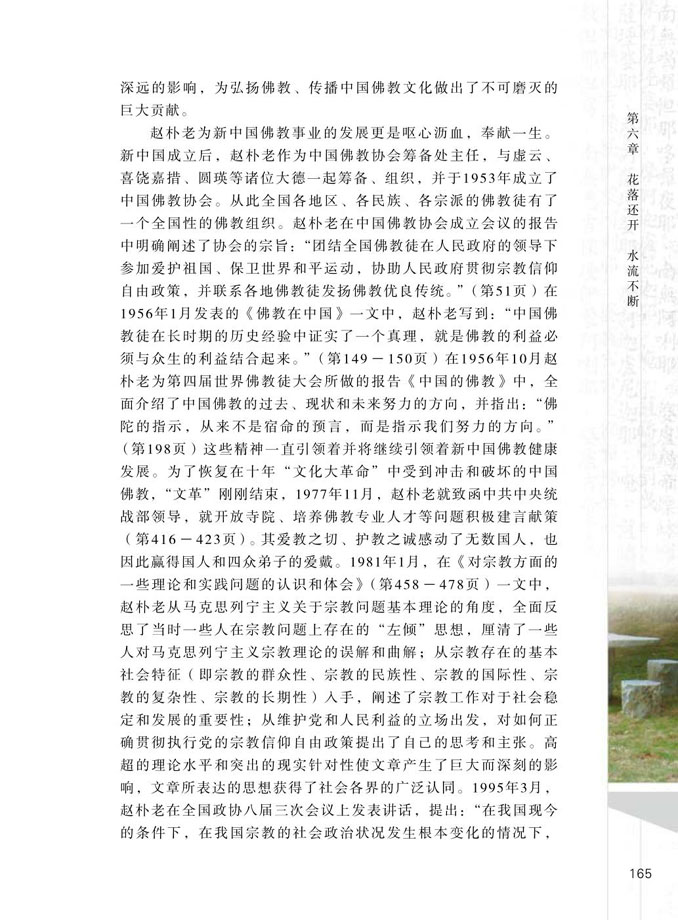 深远的影响，为弘扬佛教、传播中国佛教文化做出了不可磨灭的
巨大贡献。
赵朴老为新中国佛教事业的发展更是呕心沥血，奉献一生。
新中国成立后，赵朴老作为中国佛教协会筹备处主任，与虚云、
喜饶嘉措、圆瑛等诸位大德一起筹备、组织，并于1953年成立了
中国佛教协会。从此全国各地区、各民族、各宗派的佛教徒有了
一个全国性的佛教组织。赵朴老在中国佛教协会成立会议的报告
中明确阐述了协会的宗旨：“团结全国佛教徒在人民政府的领导下
参加爱护祖国、保卫世界和平运动，协助人民政府贯彻宗教信仰
自由政策，并联系各地佛教徒发扬佛教优良传统。”（第51页）在
1956年1月发表的《佛教在中国》一文中，赵朴老写到：“中国佛
教徒在长时期的历史经验中证实了一个真理，就是佛教的利益必
须与众生的利益结合起来。”（第149－150页）在1956年10月赵
朴老为第四届世界佛教徒大会所做的报告《中国的佛教》中，全
面介绍了中国佛教的过去、现状和未来努力的方向，并指出：“佛
陀的指示，从来不是宿命的预言，而是指示我们努力的方向。”
（第198页）这些精神一直引领着并将继续引领着新中国佛教健康
发展。为了恢复在十年“文化大革命”中受到冲击和破坏的中国
佛教，“文革”刚刚结束，1977年11月，赵朴老就致函中共中央统
战部领导，就开放寺院、培养佛教专业人才等问题积极建言献策
（第416－423页）。其爱教之切、护教之诚感动了无数国人，也
因此赢得国人和四众弟子的爱戴。1981年1月，在《对宗教方面的
一些理论和实践问题的认识和体会》（第458－478页）一文中，
赵朴老从马克思列宁主义关于宗教问题基本理论的角度，全面反
思了当时一些人在宗教问题上存在的“左倾”思想，厘清了一些
人对马克思列宁主义宗教理论的误解和曲解；从宗教存在的基本
社会特征（即宗教的群众性、宗教的民族性、宗教的国际性、宗
教的复杂性、宗教的长期性）入手，阐述了宗教工作对于社会稳
定和发展的重要性；从维护党和人民利益的立场出发，对如何正
确贯彻执行党的宗教信仰自由政策提出了自己的思考和主张。高
超的理论水平和突出的现实针对性使文章产生了巨大而深刻的影
响，文章所表达的思想获得了社会各界的广泛认同。1995年3月，
赵朴老在全国政协八届三次会议上发表讲话，提出：“在我国现今
的条件下，在我国宗教的社会政治状况发生根本变化的情况下，
第六章 花落还开 水流不断
165